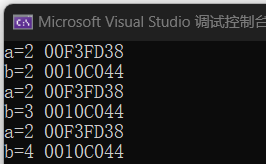 Microsoft Visual Studio 调试控制台
a=2 00F3FD38
b=2 0010C044
a=2 00F3FD38
b=3 0010C044
a=2 00F3FD38
b=4 0010C044